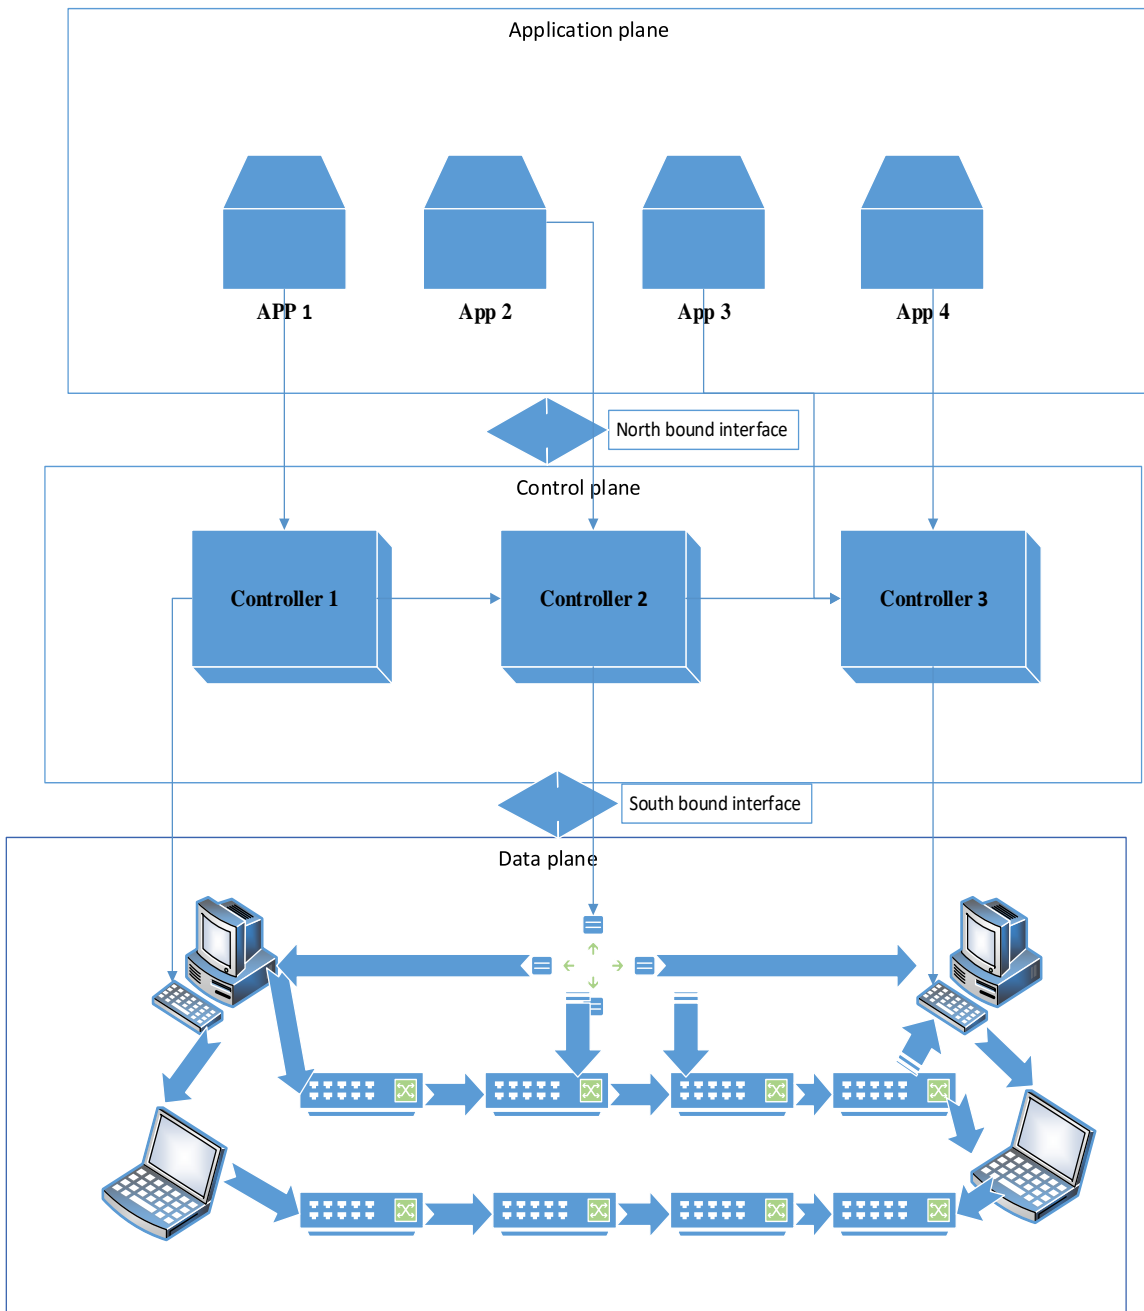 Application plane
APP 1
App 2
App 3
App 4
North bound interface
Control plane
Controller 1
Controller 2
Controller 3
South bound interface
Data plane